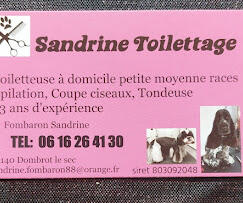 Sandrine Toilettage
oiletteuse à domicile petite moyenne races
pilation, Coupe ciseaux, Tondeuse
3 ans d'expérience
Fombaron Sandrine
TEL: 06 16 26 41 30
140 Dombrot le sec
ndrine.fombaron88@orange.fr
siret 803092048